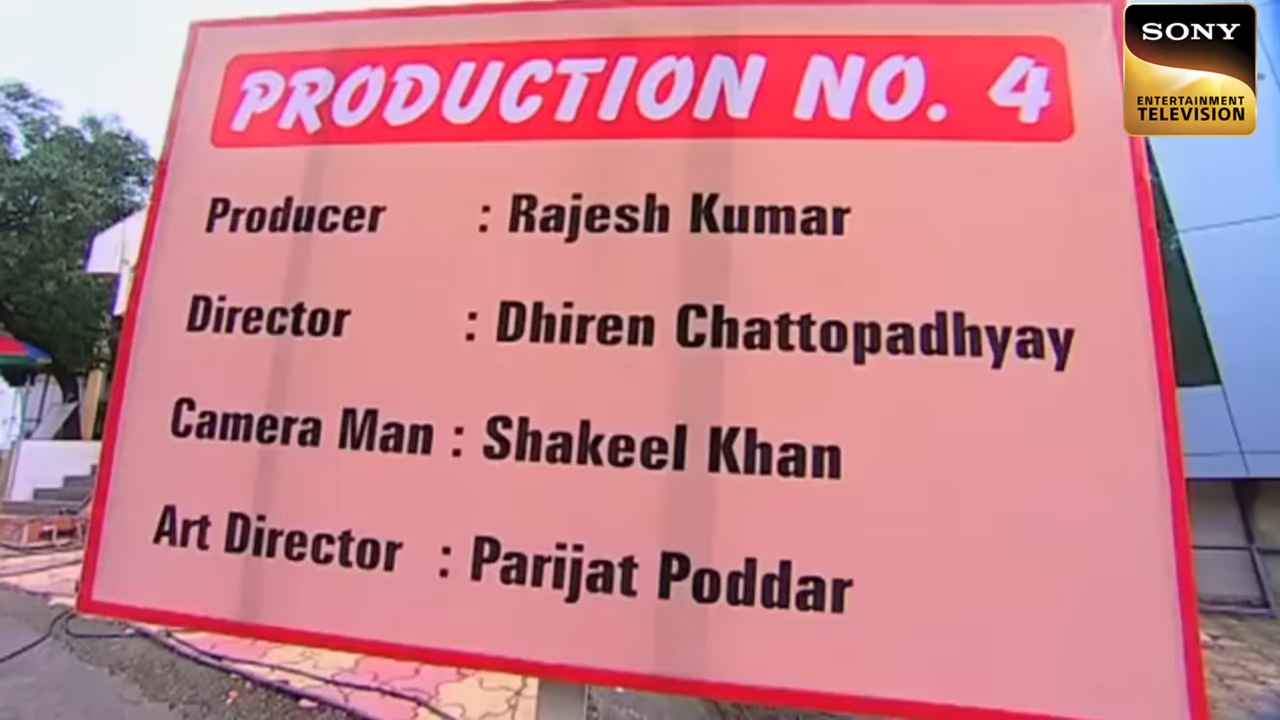 PRODUCTION NO. 4
Producer : Rajesh Kumar
Director : Dhiren Chattopadhyay
Camera Man : Shakeel Khan
Art Director : Parijat Poddar
SONY
ENTERTAINMENT
TELEVISION